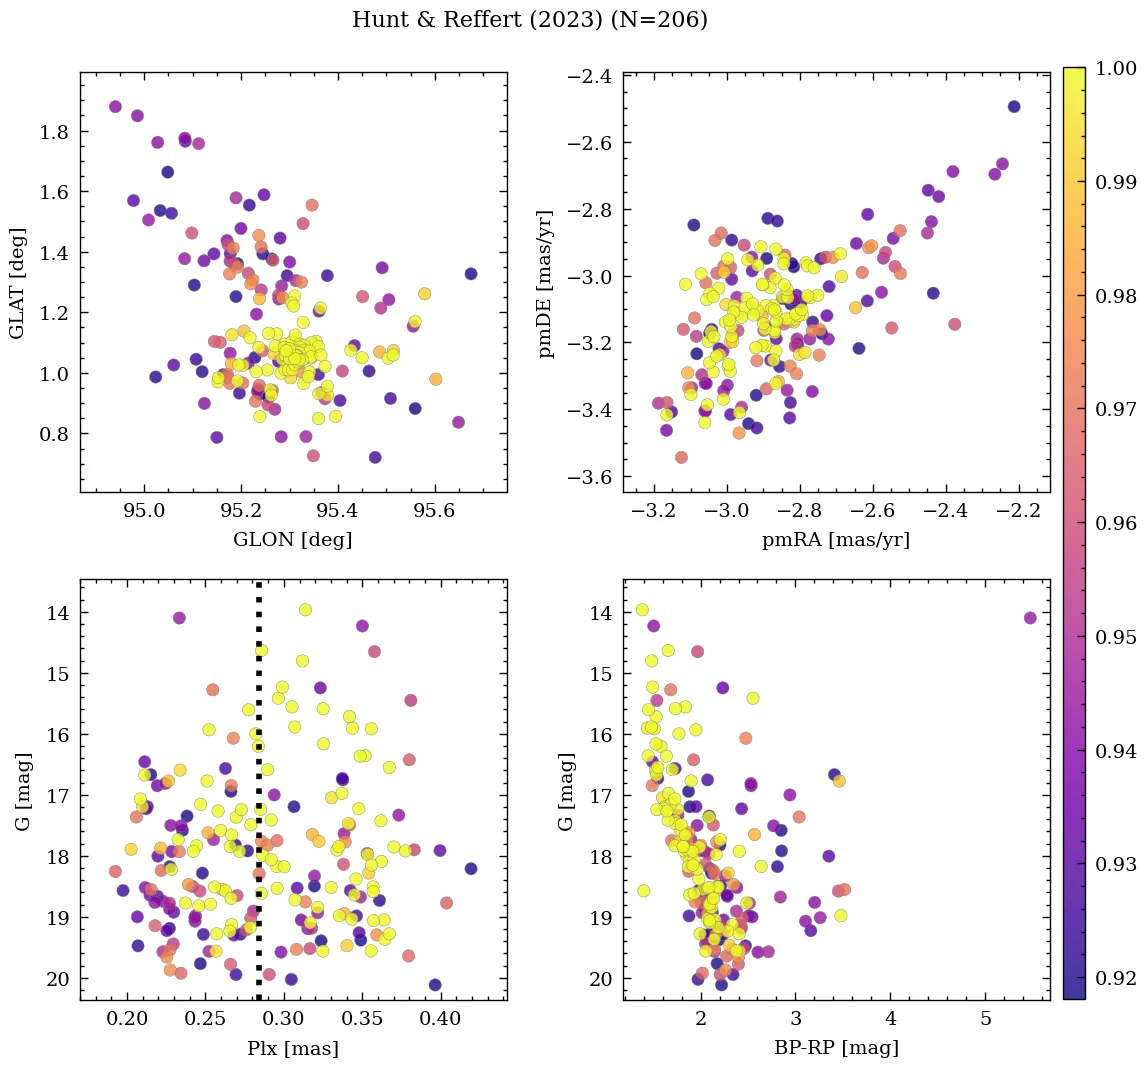 Hunt & Reffert (2023) (N=206)
GLAT [deg]
1.8
1.6
1.4
1.2
1.0
0.8
95.0 95.2 95.4 95.6
GLON [deg]
pmDE [mas/yr]
−2.4
−2.6
−2.8
−3.0
−3.2
−3.4
−3.6
−3.2 −3.0 −2.8 −2.6 −2.4 −2.2
pmRA [mas/yr]
G [mag]
14
15
16
17
18
19
20
0.20 0.25 0.30 0.35 0.40
Plx [mas]
G [mag]
14
15
16
17
18
19
20
2 3 4 5
BP-RP [mag]
1.00
0.99
0.98
0.97
0.96
0.95
0.94
0.93
0.92